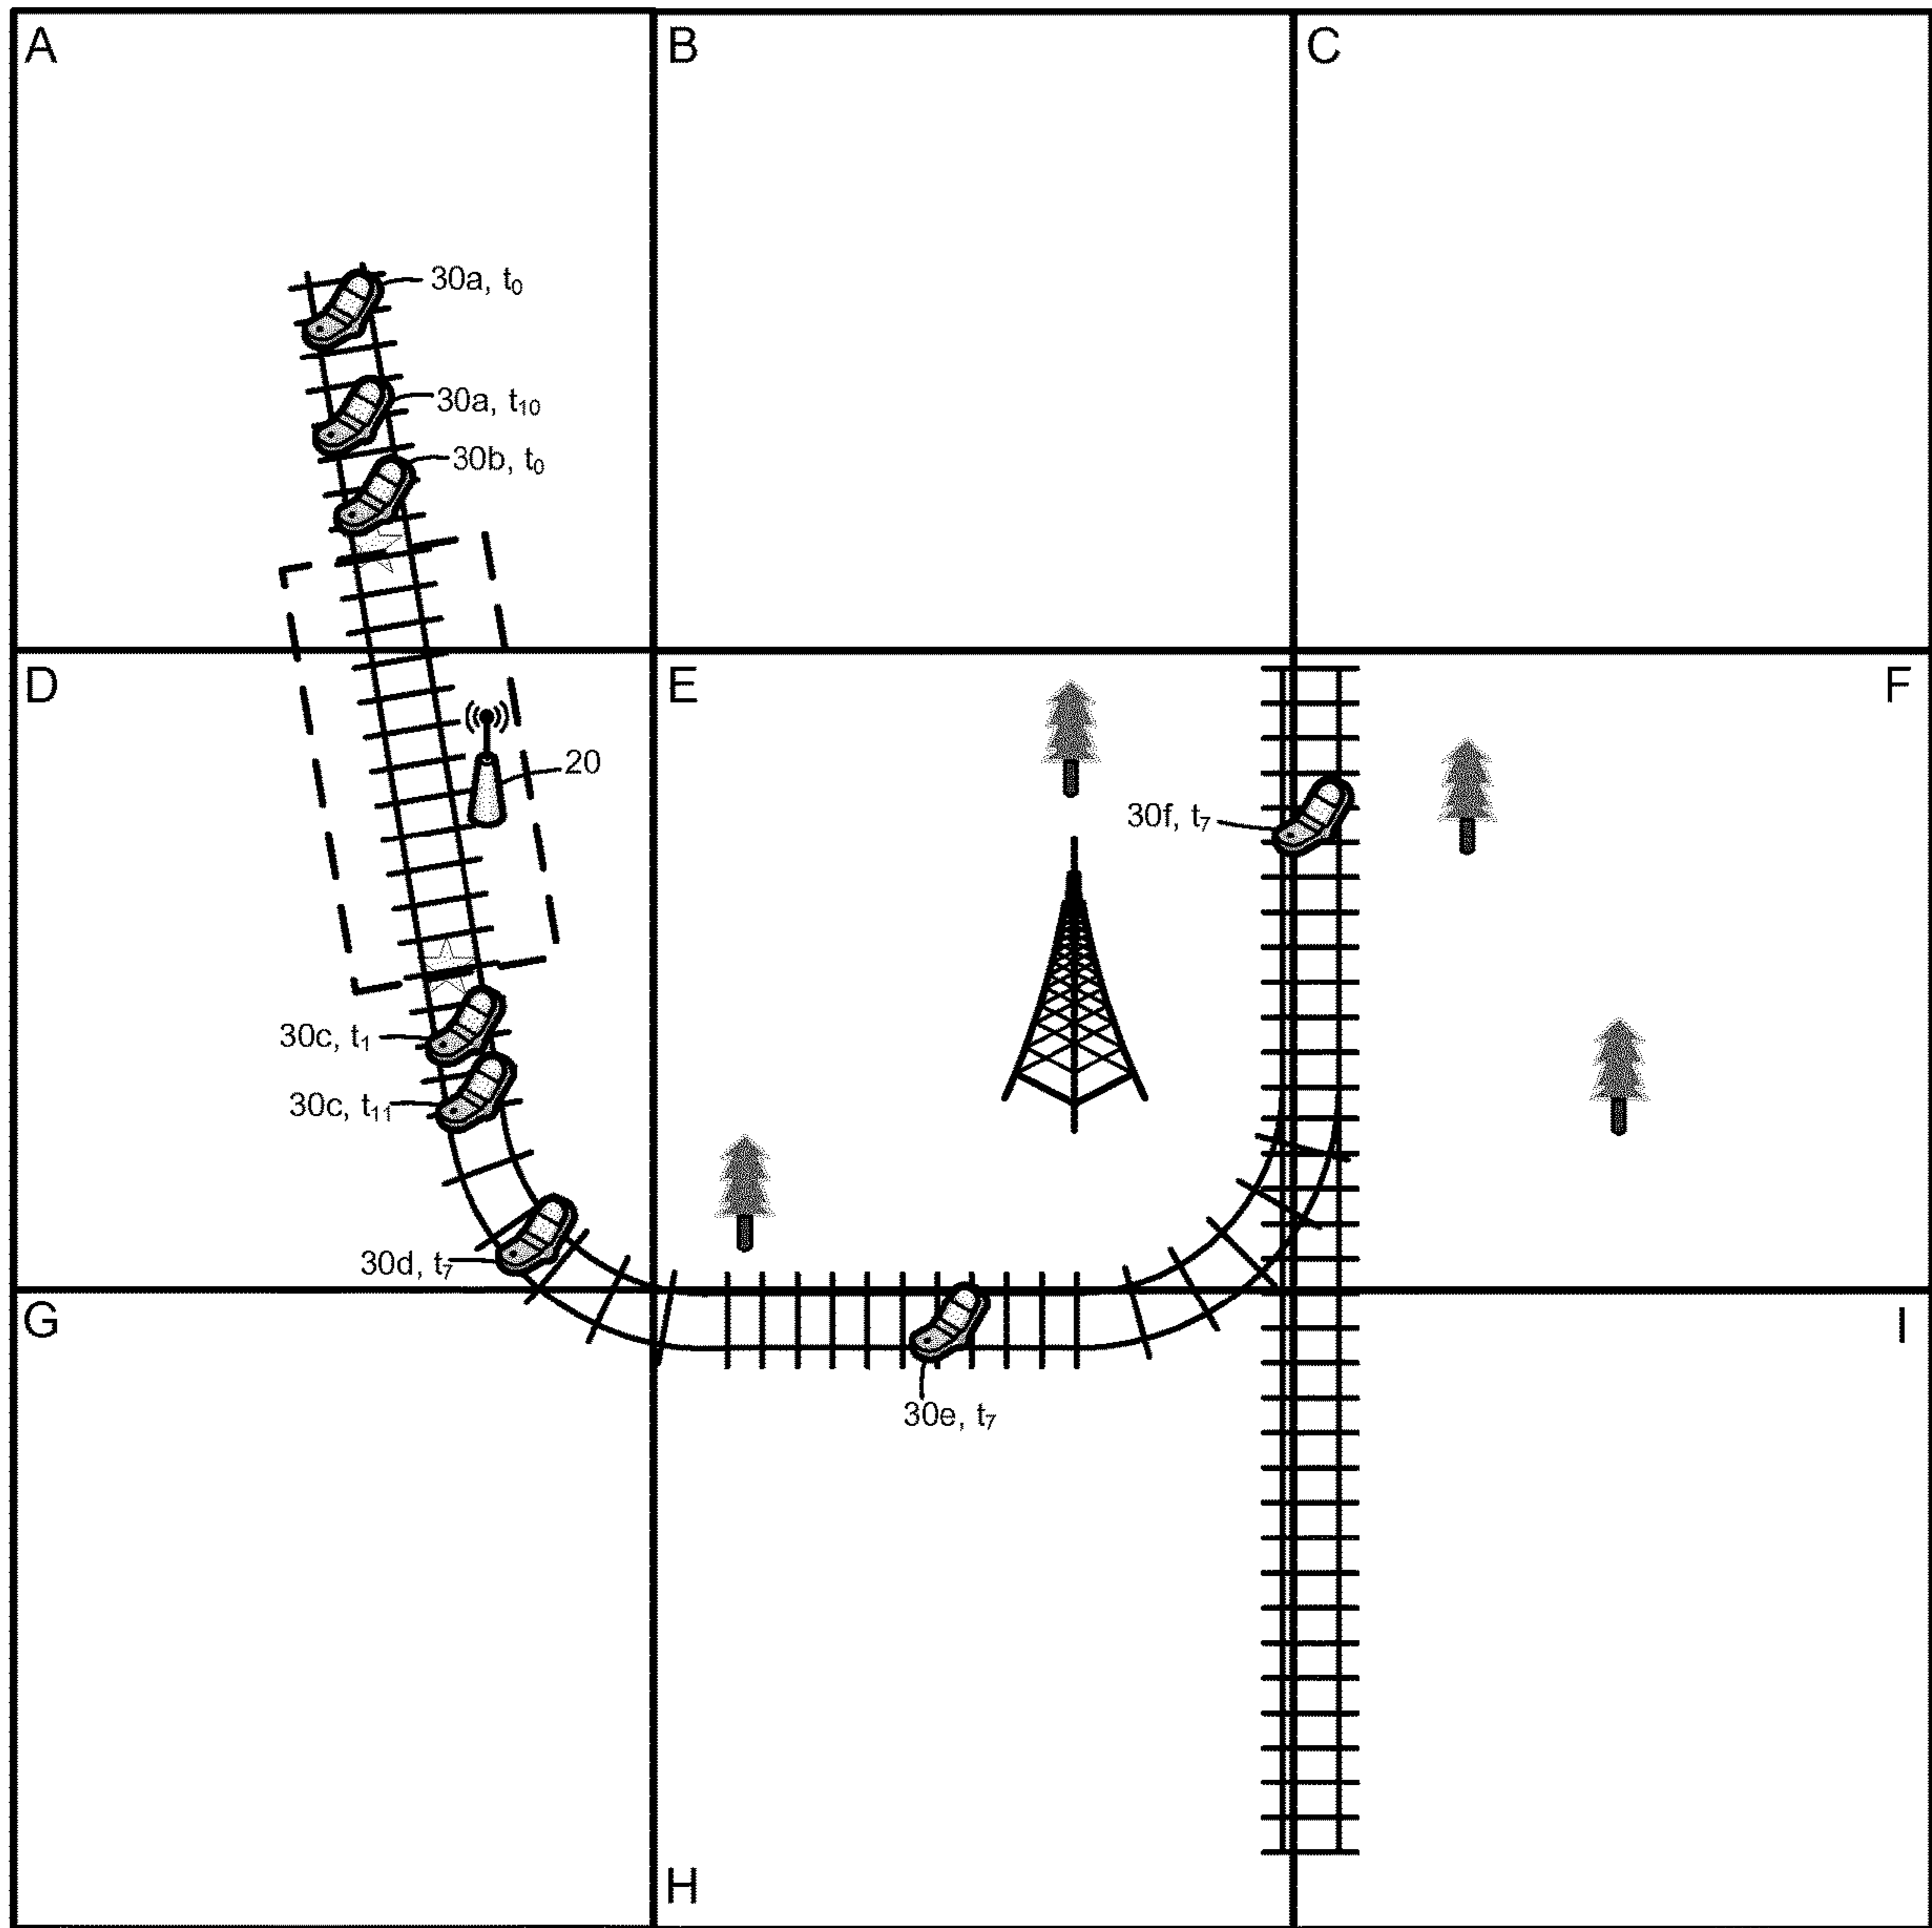 A
B
C
30a, t₀
30a, t₁₀
30b, t₀
D
E
F
20
30f, t₇
30c, t₁
30c, t₁₁
30d, t₇
G
I
30e, t₇
H